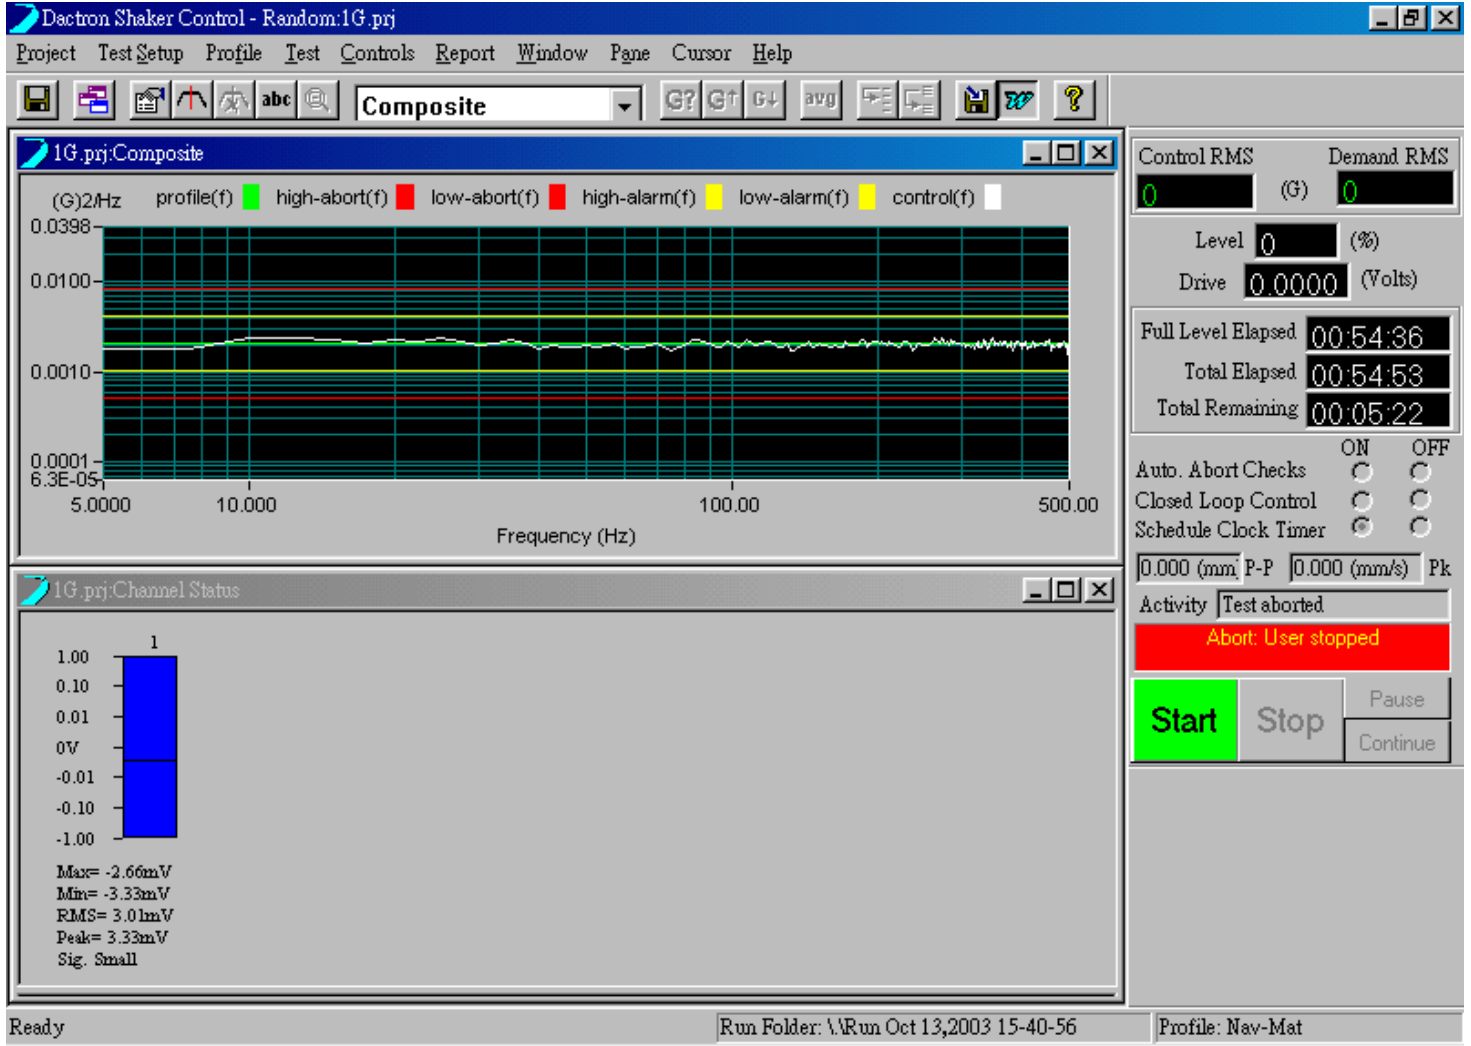 Dactron Shaker Control - Random:1G.prj
Project Test Setup Profile Test Controls Report Window Pane Cursor Help
abc Composite G? G↑ G↓ avg ?
1G.prj:Composite
(G)2/Hz profile(f) high-abort(f) low-abort(f) high-alarm(f) low-alarm(f) control(f)
0.0398
0.0100
0.0010
0.0001
6.3E-05
5.0000 10.000 100.00 500.00
Frequency (Hz)
1G.prj:Channel Status
1
1.00
0.10
0.01
0V
-0.01
-0.10
-1.00
Max= -2.66mV
Min= -3.33mV
RMS= 3.01mV
Peak= 3.33mV
Sig. Small
Control RMS Demand RMS
0 (G) 0
Level 0 (%)
Drive 0.0000 (Volts)
Full Level Elapsed 00:54:36
Total Elapsed 00:54:53
Total Remaining 00:05:22
ON OFF
Auto. Abort Checks
Closed Loop Control
Schedule Clock Timer
0.000 (mm) P-P 0.000 (mm/s) Pk
Activity Test aborted
Abort: User stopped
Start Stop Pause
Continue
Ready Run Folder: \.\Run Oct 13,2003 15-40-56 Profile: Nav-Mat